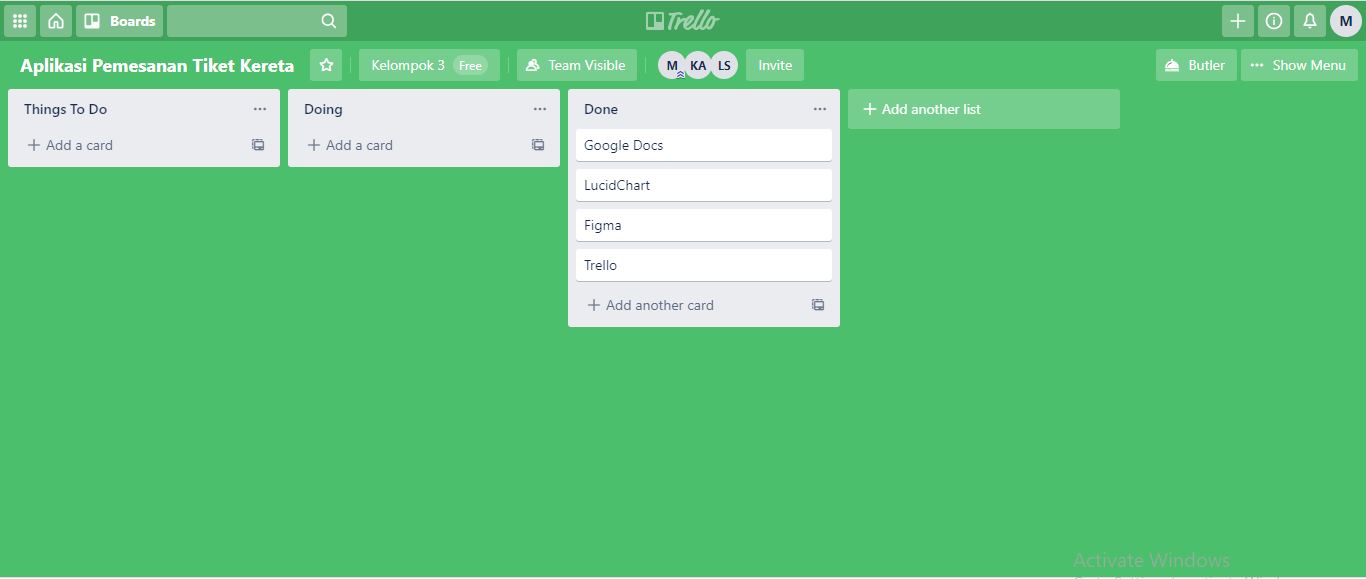 Boards
Trello
M
Aplikasi Pemesanan Tiket Kereta
Kelompok 3 Free
Team Visible
M KA LS
Invite
Butler
Show Menu
Things To Do
Add a card
Doing
Add a card
Done
Google Docs
LucidChart
Figma
Trello
Add another card
Add another list
Activate Windows